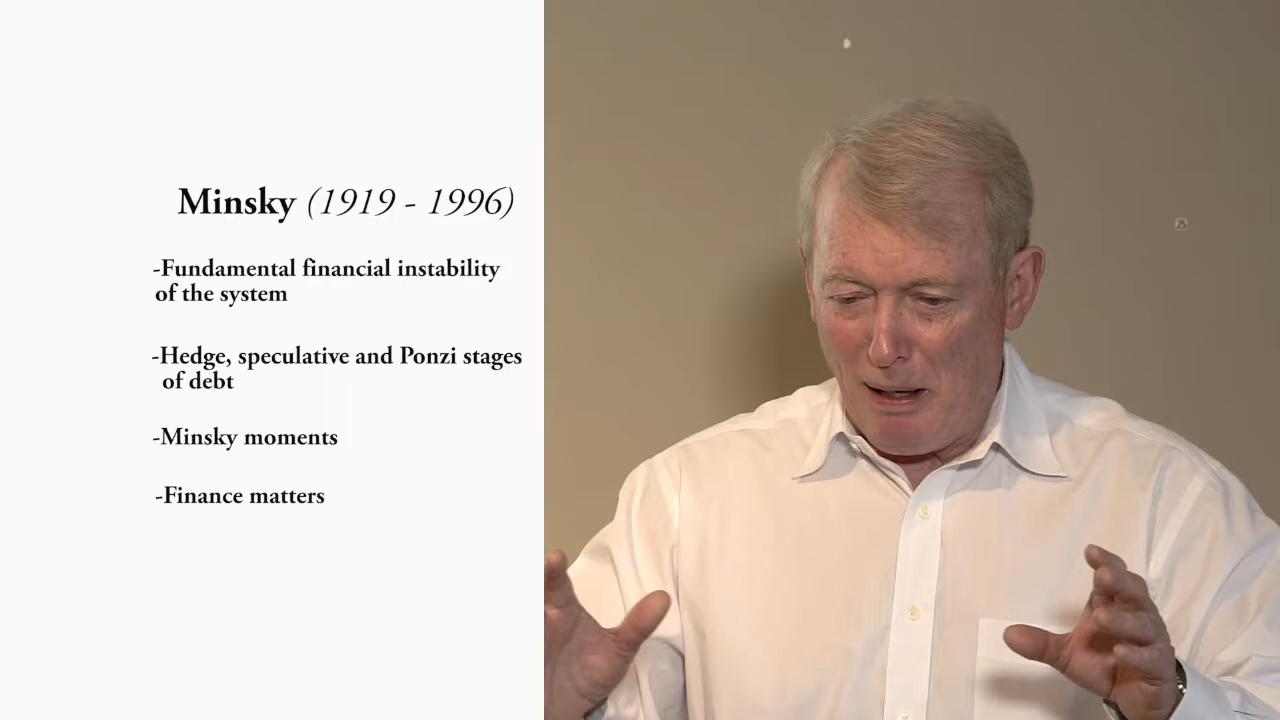 Minsky (1919 - 1996)
-Fundamental financial instability
of the system
-Hedge, speculative and Ponzi stages
of debt
-Minsky moments
-Finance matters